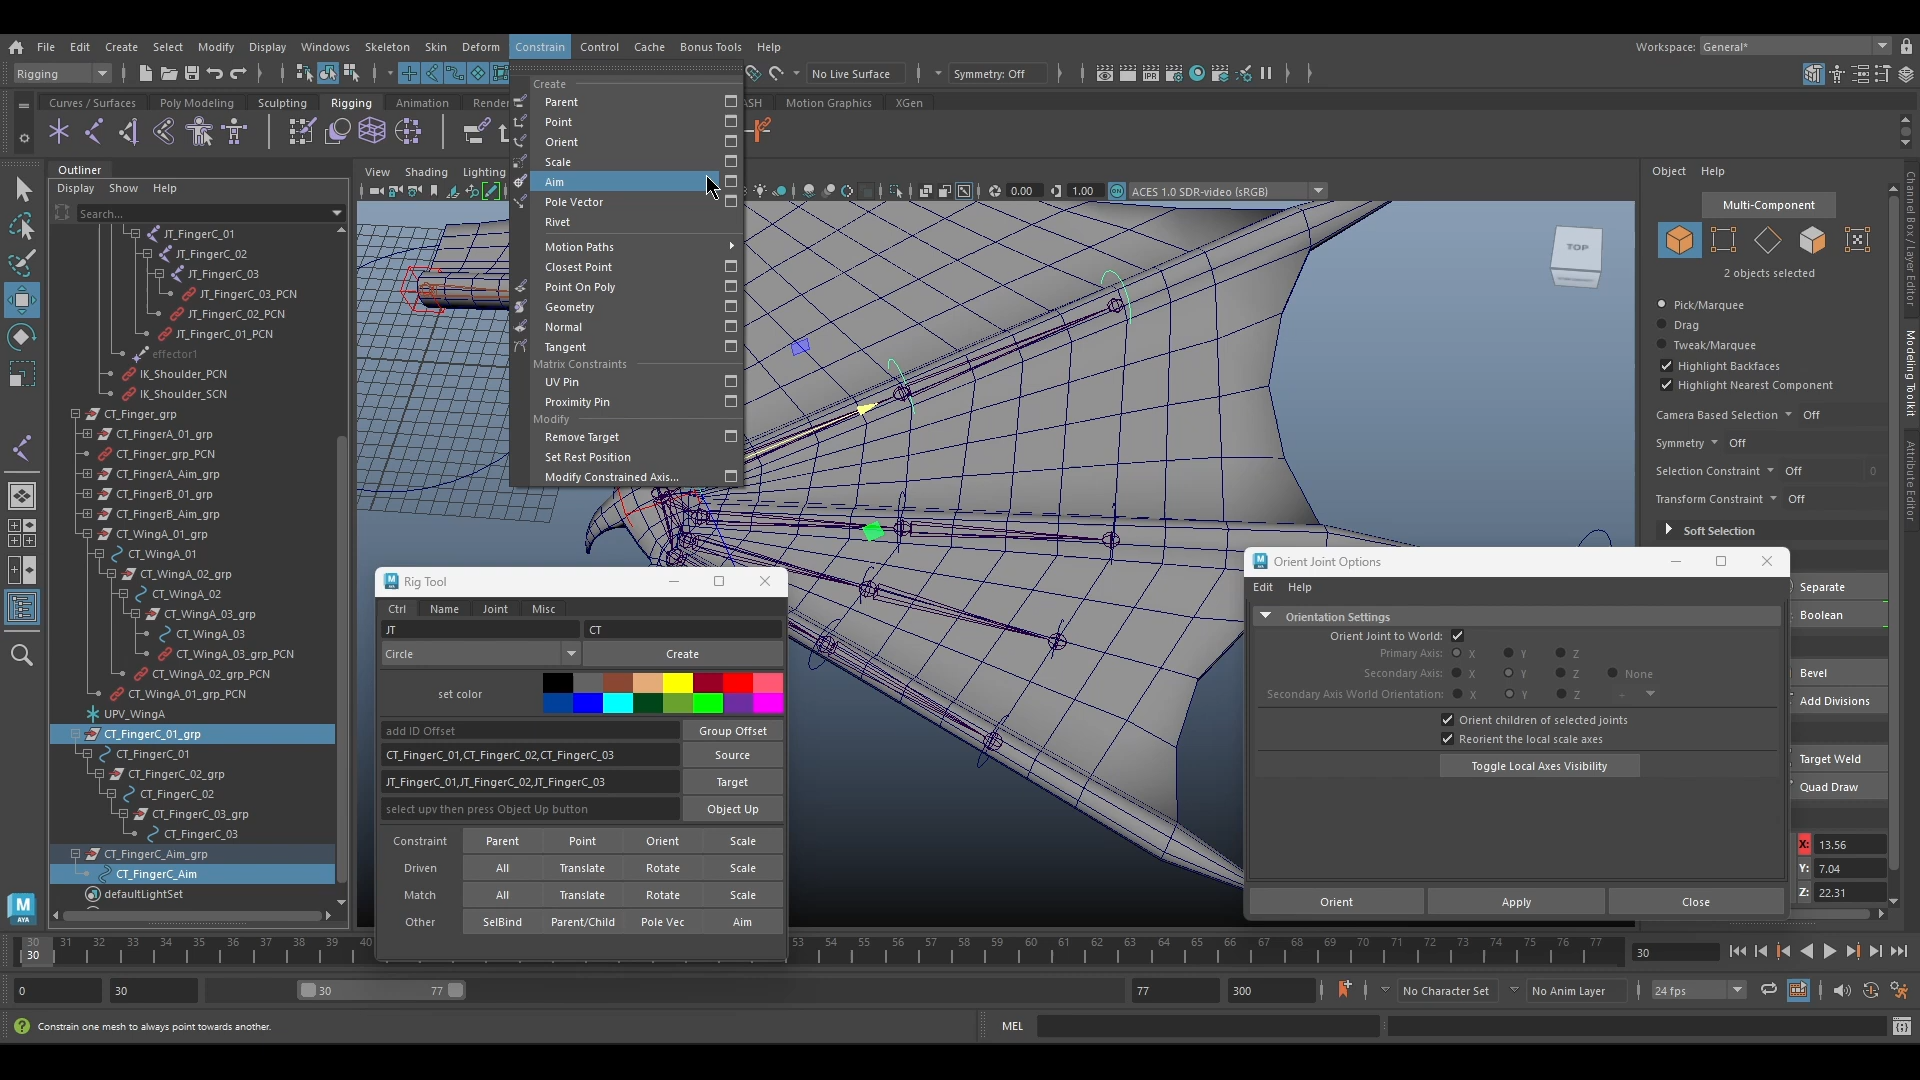 File Edit Create Select Modify Display Windows Skeleton Skin Deform Constrain Control Cache Bonus Tools Help
Workspace: General*
Rigging
No Live Surface
Symmetry: Off
Curves / Surfaces Poly Modeling Sculpting Rigging Animation Render
ASH Motion Graphics XGen
Create
Parent
Point
Orient
Scale
Aim
Pole Vector
Rivet
Motion Paths
Closest Point
Point On Poly
Geometry
Normal
Tangent
Matrix Constraints
UV Pin
Proximity Pin
Modify
Remove Target
Set Rest Position
Modify Constrained Axis...
Outliner
Display Show Help
Search...
JT_FingerC_01
JT_FingerC_02
JT_FingerC_03
JT_FingerC_03_PCN
JT_FingerC_02_PCN
JT_FingerC_01_PCN
effector1
IK_Shoulder_PCN
IK_Shoulder_SCN
CT_Finger_grp
CT_FingerA_01_grp
CT_Finger_grp_PCN
CT_FingerA_Aim_grp
CT_FingerB_01_grp
CT_FingerB_Aim_grp
CT_WingA_01_grp
CT_WingA_01
CT_WingA_02_grp
CT_WingA_02
CT_WingA_03_grp
CT_WingA_03
CT_WingA_03_grp_PCN
CT_WingA_02_grp_PCN
CT_WingA_01_grp_PCN
UPV_WingA
CT_FingerC_01_grp
CT_FingerC_01
CT_FingerC_02_grp
CT_FingerC_02
CT_FingerC_03_grp
CT_FingerC_03
CT_FingerC_Aim_grp
CT_FingerC_Aim
defaultLightSet
View Shading Lighting
0.00 1.00 ACES 1.0 SDR-video (sRGB)
TOP
Rig Tool
Ctrl Name Joint Misc
JT CT
Circle Create
set color
add ID Offset Group Offset
CT_FingerC_01,CT_FingerC_02,CT_FingerC_03 Source
JT_FingerC_01,JT_FingerC_02,JT_FingerC_03 Target
select upv then press Object Up button Object Up
Constraint Parent Point Orient Scale
Driven All Translate Rotate Scale
Match All Translate Rotate Scale
Other SelBind Parent/Child Pole Vec Aim
Orient Joint Options
Edit Help
Orientation Settings
Orient Joint to World:
Primary Axis: X Y Z
Secondary Axis: X Y Z None
Secondary Axis World Orientation: X Y Z +
Orient children of selected joints
Reorient the local scale axes
Toggle Local Axes Visibility
Orient Apply Close
Object Help
Multi-Component
2 objects selected
Pick/Marquee
Drag
Tweak/Marquee
Highlight Backfaces
Highlight Nearest Component
Camera Based Selection Off
Symmetry Off
Selection Constraint Off 0
Transform Constraint Off
Soft Selection
Separate
Boolean
Bevel
Add Divisions
Target Weld
Quad Draw
X: 13.56
Y: 7.04
Z: 22.31
Channel Box / Layer Editor
Modeling Toolkit
Attribute Editor
MAYA
30 31 32 33 34 35 36 37 38 39 40 53 54 55 56 57 58 59 60 61 62 63 64 65 66 67 68 69 70 71 72 73 74 75 76 77
30
30
0 30 30 77 77 300 No Character Set No Anim Layer 24 fps
Constrain one mesh to always point towards another.
MEL